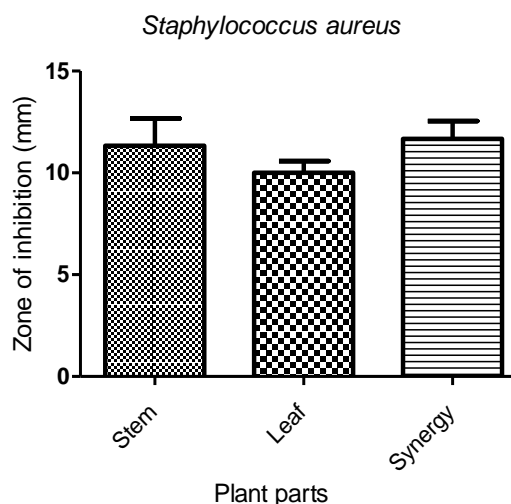 Staphylococcus aureus
Zone of inhibition (mm)
15
10
5
0
Stem
Leaf
Synergy
Plant parts